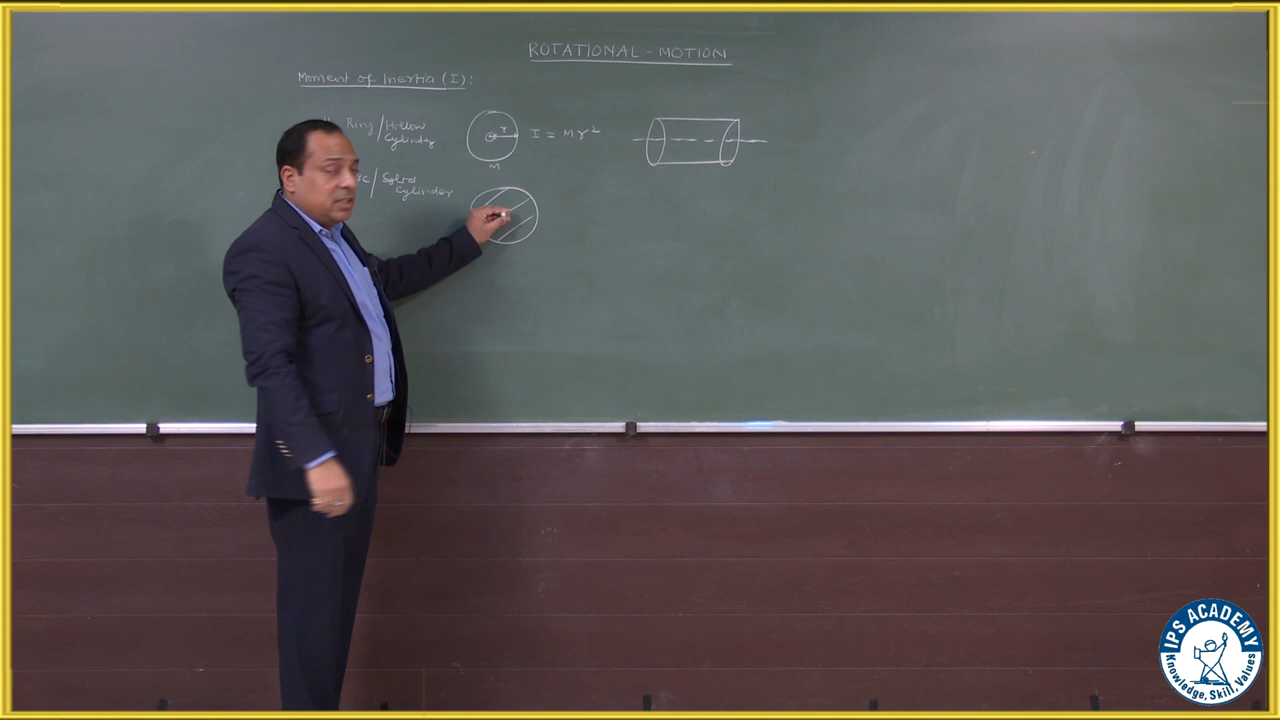 ROTATIONAL - MOTION
Moment of Inertia (I):
Ring / Hollow
Cylinder
r
I = Mr²
M
/ Solid
Cylinder
IPS ACADEMY
Knowledge, Skill, Values